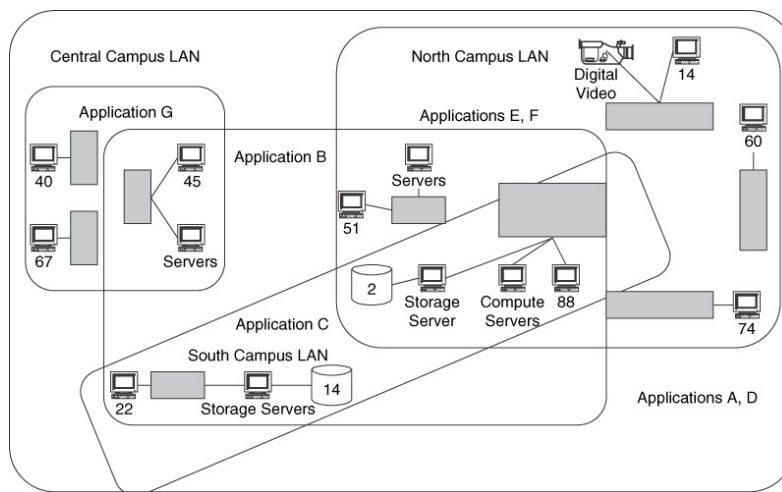 Central Campus LAN
North Campus LAN
Digital
Video
14
Application G
Applications E, F
60
Application B
40
45
Servers
51
67
Servers
2
Storage
Server
Compute
Servers
88
74
Application C
South Campus LAN
22
Storage Servers
14
Applications A, D